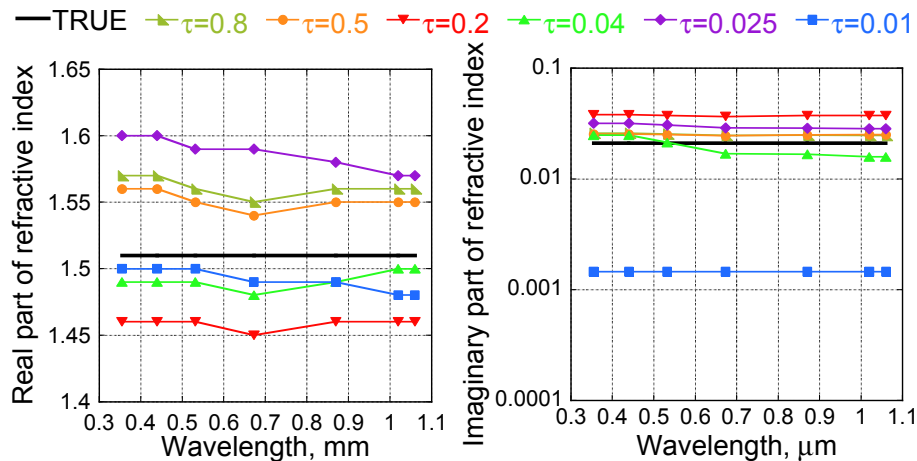 TRUE τ=0.8 τ=0.5 τ=0.2 τ=0.04 τ=0.025 τ=0.01
Real part of refractive index
1.65
1.6
1.55
1.5
1.45
1.4
0.3 0.4 0.5 0.6 0.7 0.8 0.9 1 1.1
Wavelength, mm
Imaginary part of refractive index
0.1
0.01
0.001
0.0001
0.3 0.4 0.5 0.6 0.7 0.8 0.9 1 1.1
Wavelength, μm